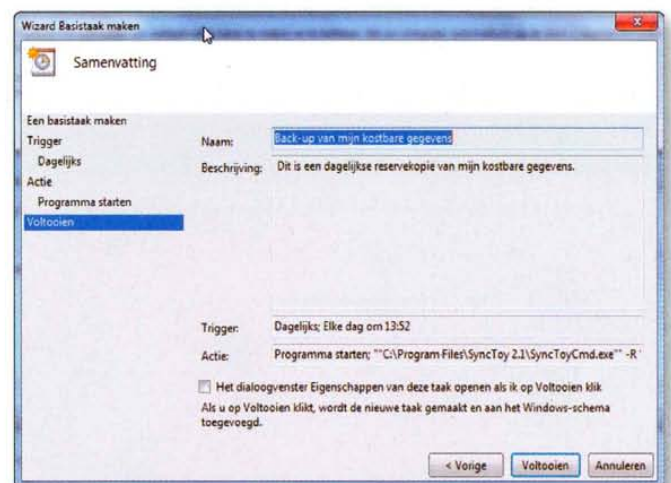 Wizard Basistaak maken
Samenvatting
Een basistaak maken
Trigger
Dagelijks
Actie
Programma starten
Voltooien
Naam:
Back-up van mijn kostbare gegevens
Beschrijving:
Dit is een dagelijkse reservekopie van mijn kostbare gegevens.
Trigger:
Dagelijks; Elke dag om 13:52
Actie:
Programma starten; ""C:\Program Files\SyncToy 2.1\SyncToyCmd.exe"" -R
Het dialoogvenster Eigenschappen van deze taak openen als ik op Voltooien klik
Als u op Voltooien klikt, wordt de nieuwe taak gemaakt en aan het Windows-schema
toegevoegd.
< Vorige
Voltooien
Annuleren